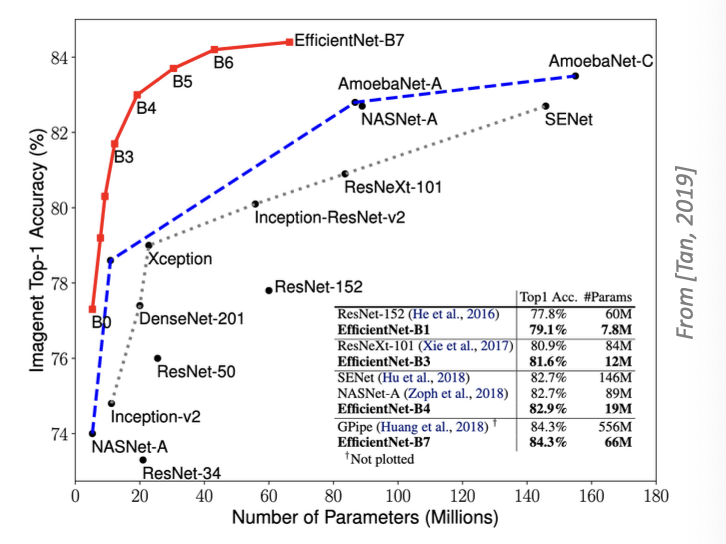 EfficientNet-B7
AmoebaNet-C
B6
B5
AmoebaNet-A
B4
NASNet-A
SENet
B3
ResNeXt-101
Inception-ResNet-v2
Xception
ResNet-152
B0
DenseNet-201
ResNet-50
Inception-v2
NASNet-A
ResNet-34
84
82
80
78
76
74
Imagenet Top-1 Accuracy (%)
0 20 40 60 80 100 120 140 160 180
Number of Parameters (Millions)
Top1 Acc. #Params
ResNet-152 (He et al., 2016) 77.8% 60M
EfficientNet-B1 79.1% 7.8M
ResNeXt-101 (Xie et al., 2017) 80.9% 84M
EfficientNet-B3 81.6% 12M
SENet (Hu et al., 2018) 82.7% 146M
NASNet-A (Zoph et al., 2018) 82.7% 89M
EfficientNet-B4 82.9% 19M
GPipe (Huang et al., 2018) † 84.3% 556M
EfficientNet-B7 84.3% 66M
†Not plotted
From [Tan, 2019]